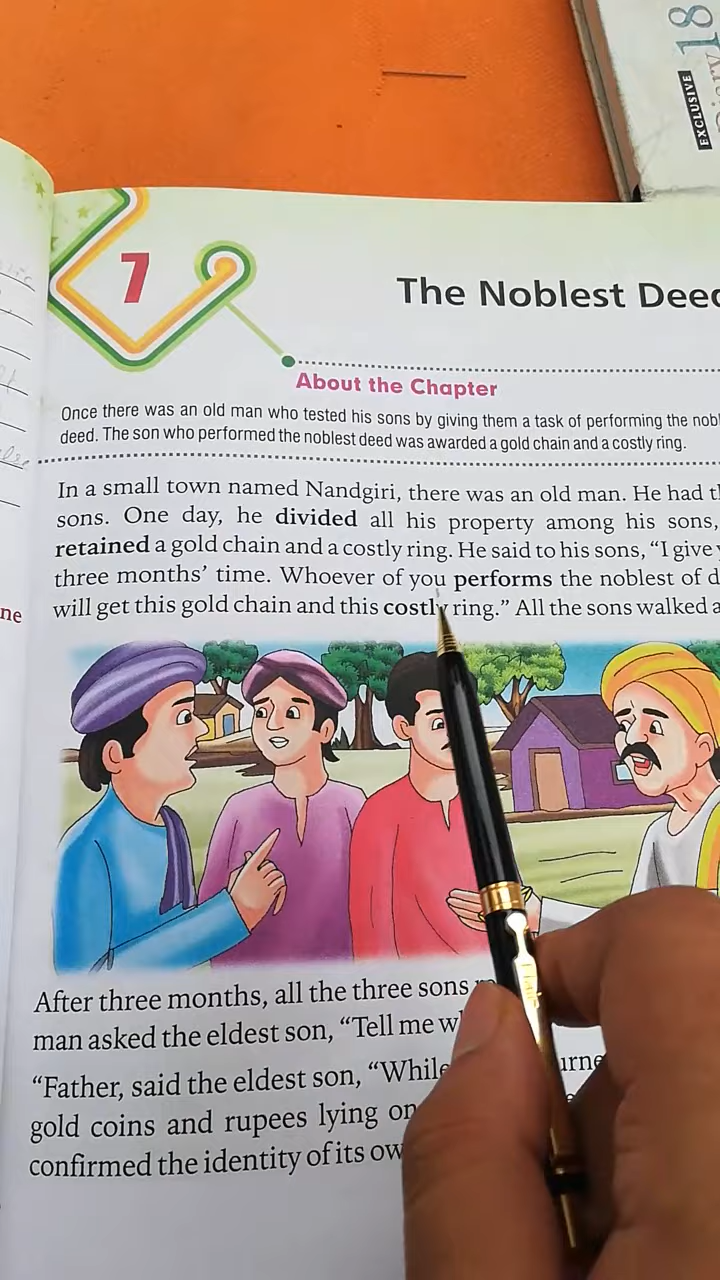 EXCLUSIVE
18
7
The Noblest Deed
About the Chapter
Once there was an old man who tested his sons by giving them a task of performing the
deed. The son who performed the noblest deed was awarded a gold chain and a costly ring.
In a small town named Nandgiri, there was an old man. He had
sons. One day, he divided all his property among his sons,
retained a gold chain and a costly ring. He said to his sons, “I give
three months’ time. Whoever of you performs the noblest of
will get this gold chain and this costly ring.” All the sons walked
After three months, all the three sons
man asked the eldest son, “Tell me
“Father, said the eldest son, “While
gold coins and rupees lying on
confirmed the identity of its